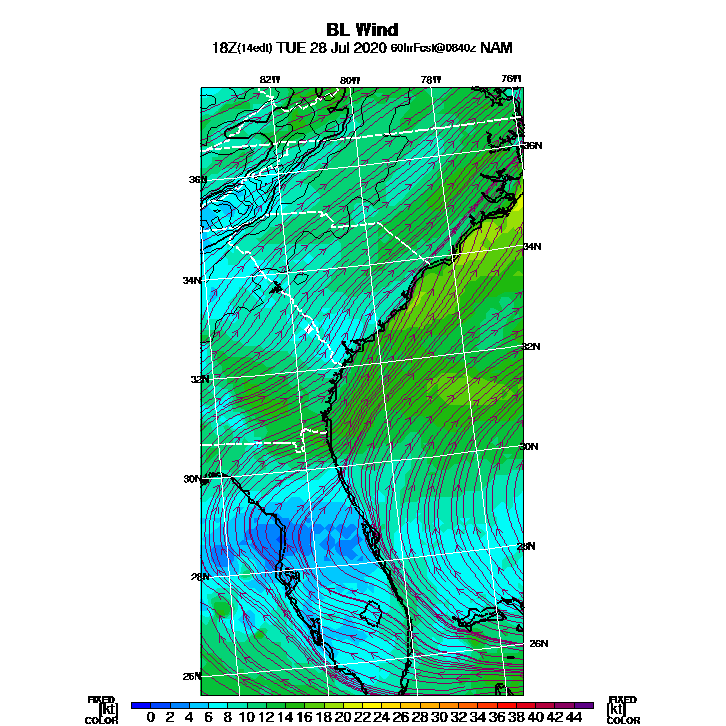 BL Wind
18Z(14edt) TUE 28 Jul 2020 60hrFcst@0840z NAM
82W 80W 78W 76W
36N
36N
34N
34N
32N
32N
30N
30N
28N
28N
26N
26N
FIXED FIXED
[kt] [kt]
COLOR COLOR
0 2 4 6 8 10 12 14 16 18 20 22 24 26 28 30 32 34 36 38 40 42 44